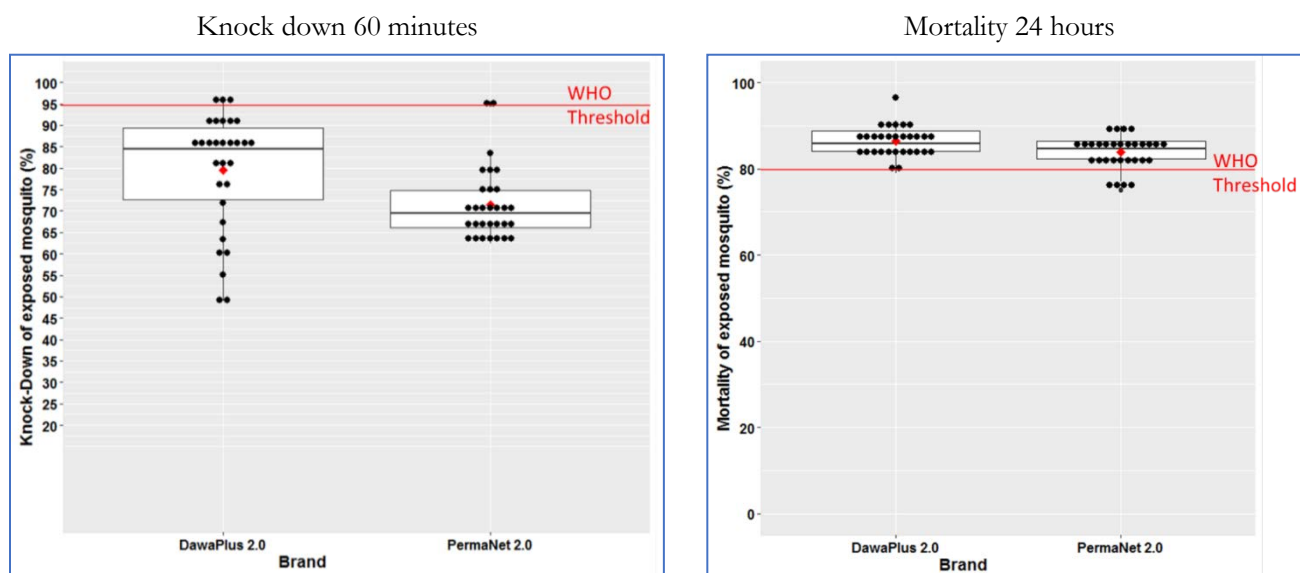 Knock down 60 minutes
Knock-Down of exposed mosquito (%)
100
95
90
85
80
75
70
65
60
55
50
45
40
35
30
25
20
WHO
Threshold
DawaPlus 2.0
PermaNet 2.0
Brand
Mortality 24 hours
Mortality of exposed mosquito (%)
100
80
60
40
20
0
WHO
Threshold
DawaPlus 2.0
PermaNet 2.0
Brand